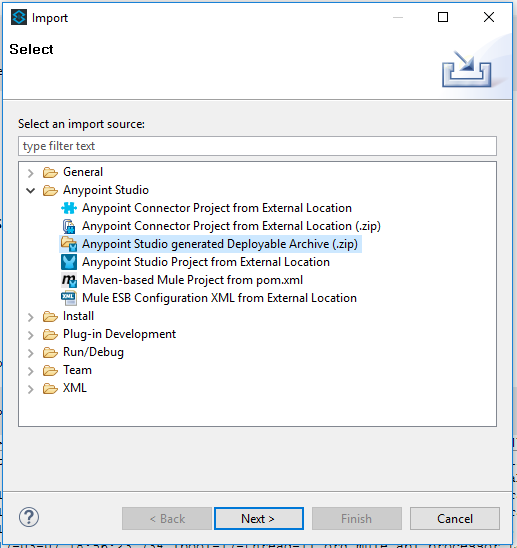 Import
Select
Select an import source:
type filter text
General
Anypoint Studio
Anypoint Connector Project from External Location
Anypoint Connector Project from External Location (.zip)
Anypoint Studio generated Deployable Archive (.zip)
Anypoint Studio Project from External Location
Maven-based Mule Project from pom.xml
Mule ESB Configuration XML from External Location
Install
Plug-in Development
Run/Debug
Team
XML
< Back
Next >
Finish
Cancel